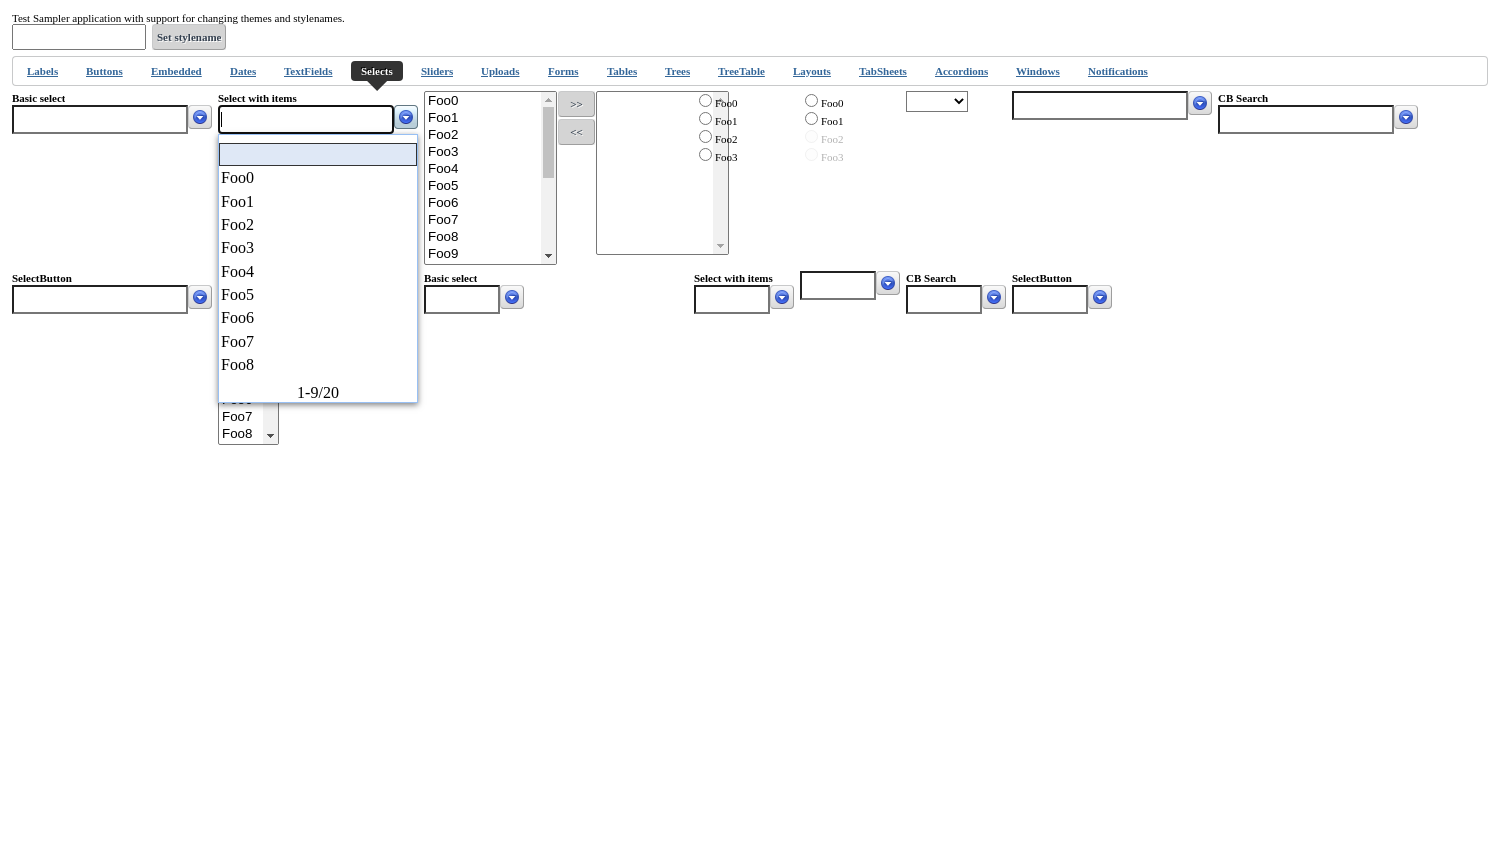 Test Sampler application with support for changing themes and stylenames.
Set stylename
Labels Buttons Embedded Dates TextFields Selects Sliders Uploads Forms Tables Trees TreeTable Layouts TabSheets Accordions Windows Notifications
Basic select
Select with items
Foo0
Foo1
Foo2
Foo3
Foo4
Foo5
Foo6
Foo7
Foo8
1-9/20
Foo0
Foo1
Foo2
Foo3
Foo4
Foo5
Foo6
Foo7
Foo8
Foo9
>>
<<
Foo0
Foo1
Foo2
Foo3
Foo0
Foo1
Foo2
Foo3
CB Search
SelectButton
Foo7
Foo8
Basic select
Select with items
CB Search
SelectButton